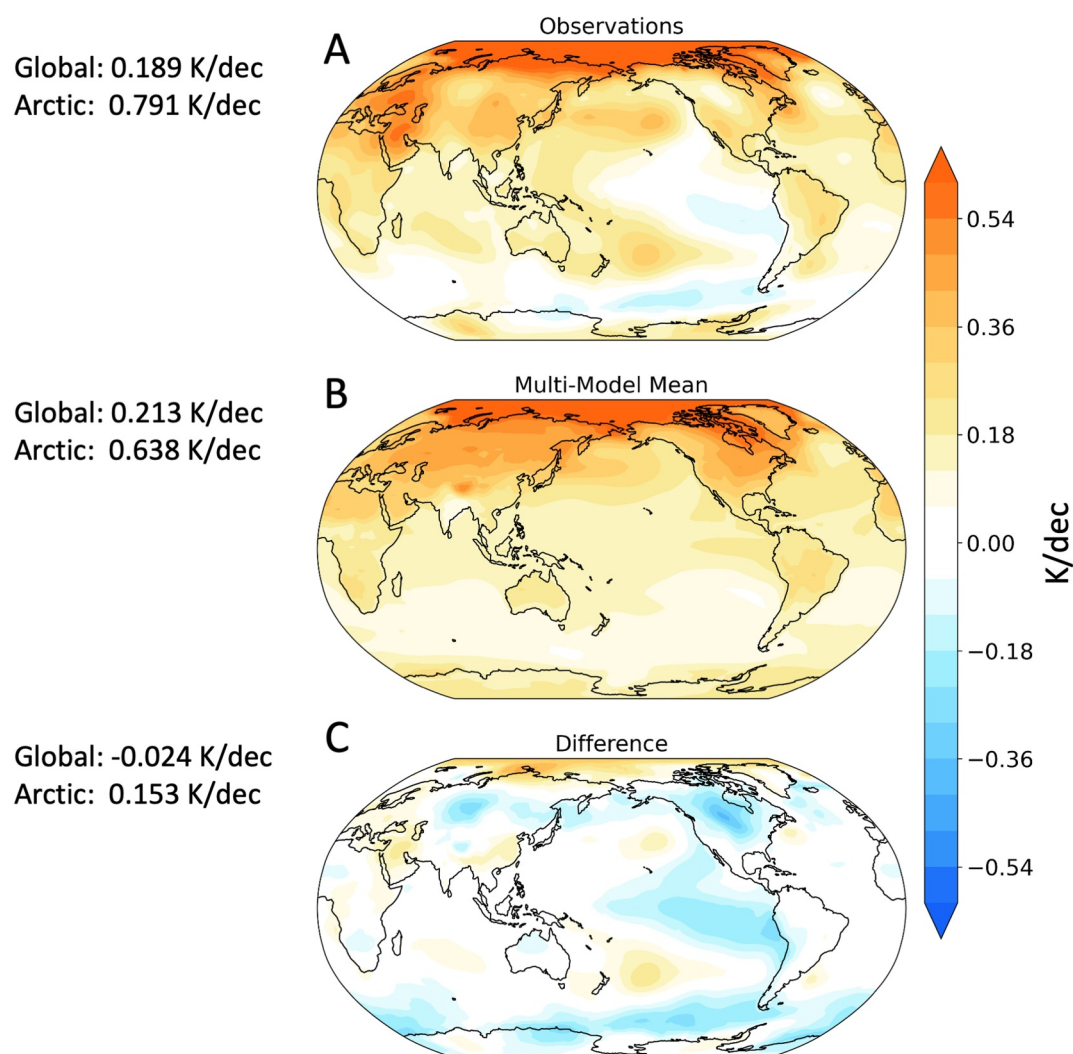 A
Observations
Global: 0.189 K/dec
Arctic: 0.791 K/dec
B
Multi-Model Mean
Global: 0.213 K/dec
Arctic: 0.638 K/dec
C
Difference
Global: -0.024 K/dec
Arctic: 0.153 K/dec
0.54
0.36
0.18
0.00
−0.18
−0.36
−0.54
K/dec